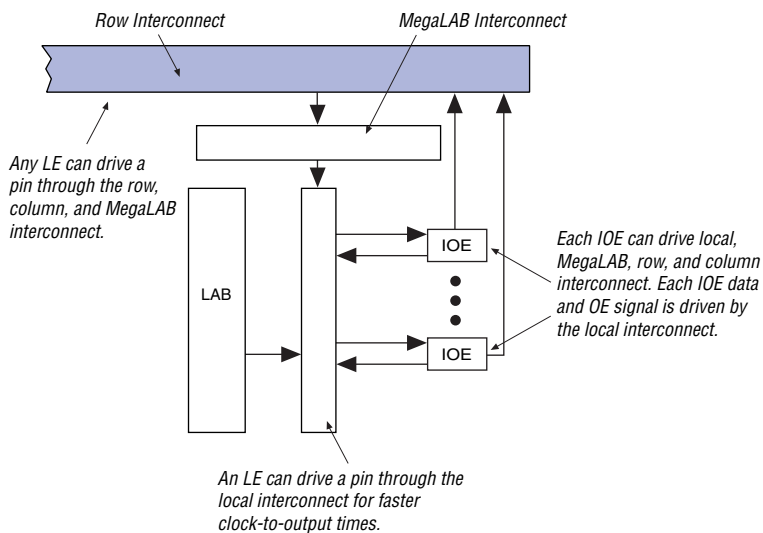 Row Interconnect
MegaLAB Interconnect
Any LE can drive a
pin through the row,
column, and MegaLAB
interconnect.
LAB
IOE
IOE
Each IOE can drive local,
MegaLAB, row, and column
interconnect. Each IOE data
and OE signal is driven by
the local interconnect.
An LE can drive a pin through the
local interconnect for faster
clock-to-output times.